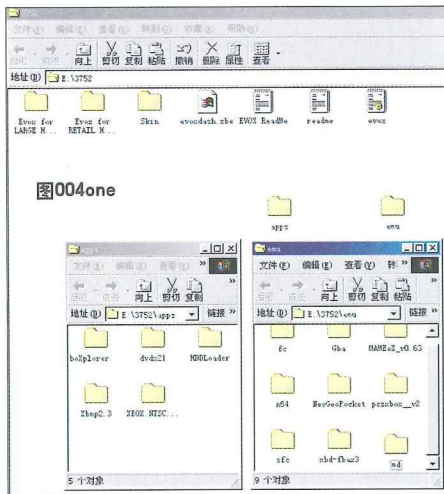 文件(F) 编辑(E) 查看(V) 转到(G) 收藏(A) 帮助(H)
后退 前进 向上 剪切 复制 粘贴 撤销 删除 属性 查看
地址(D) E:\3752
Evox for LARGE H... Evox for RETAIL M... Skin evoxdash.xbe EVOX ReadMe readme evox
图004one
apps emu
apps
文件(F) 编辑(E) 查看(V) »
后退 前进 向上 剪切 复制 »
地址(D) E:\3752\apps 链接 »
boXplorer dvdx21 HDDLoader
Xbmp2.3 XBOX.NTSC...
5 个对象
emu
文件(F) 编辑(E) 查看(V) 转 »
后退 前进 向上 剪切 复制 粘贴 »
地址(D) E:\3752\emu 链接 »
fc Gba MAMEoX_v0.63
n64 NeoGeoPocket pcsxbox__v2
sfc xbd-fbax3 md
9 个对象